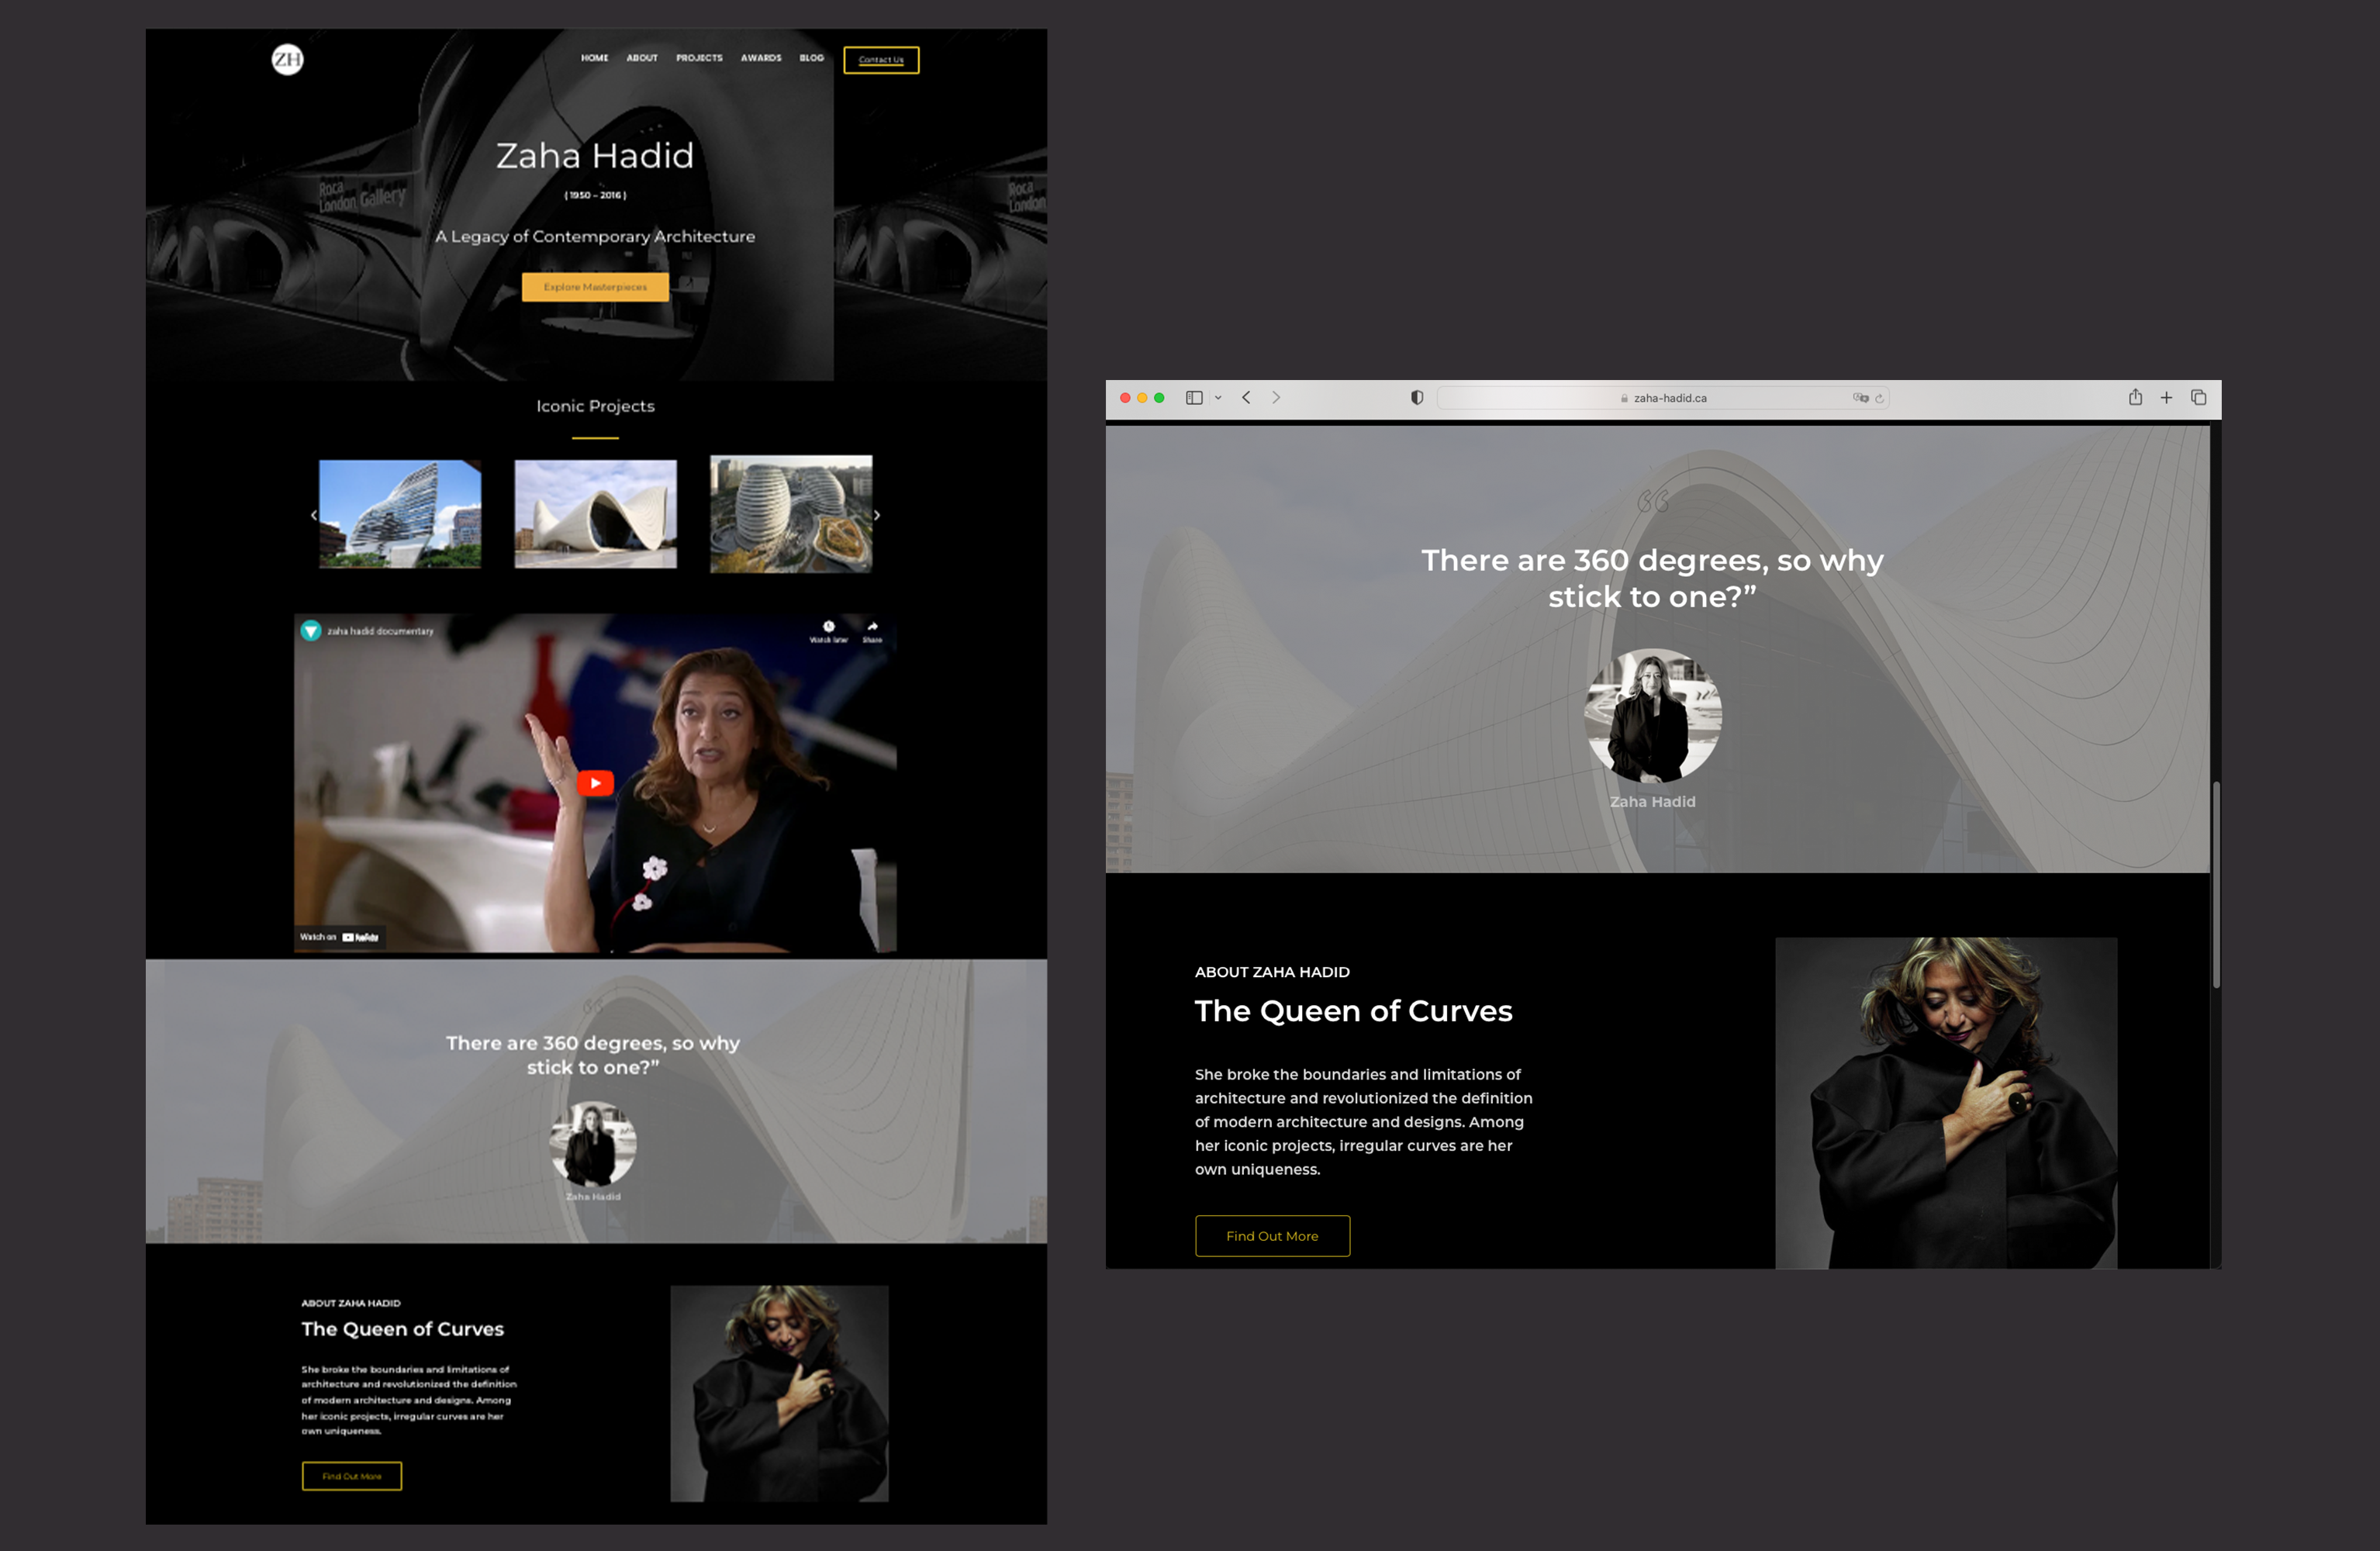 ZH
HOME ABOUT PROJECTS AWARDS BLOG Contact Us
Roca
London Gallery
Roca
London
Zaha Hadid
( 1950 – 2016 )
A Legacy of Contemporary Architecture
Explore Masterpieces
Iconic Projects
zaha hadid documentary
Watch later Share
Watch on YouTube
“
There are 360 degrees, so why
stick to one?”
Zaha Hadid
ABOUT ZAHA HADID
The Queen of Curves
She broke the boundaries and limitations of
architecture and revolutionized the definition
of modern architecture and designs. Among
her iconic projects, irregular curves are her
own uniqueness.
Find Out More
zaha-hadid.ca
“
There are 360 degrees, so why
stick to one?”
Zaha Hadid
ABOUT ZAHA HADID
The Queen of Curves
She broke the boundaries and limitations of
architecture and revolutionized the definition
of modern architecture and designs. Among
her iconic projects, irregular curves are her
own uniqueness.
Find Out More